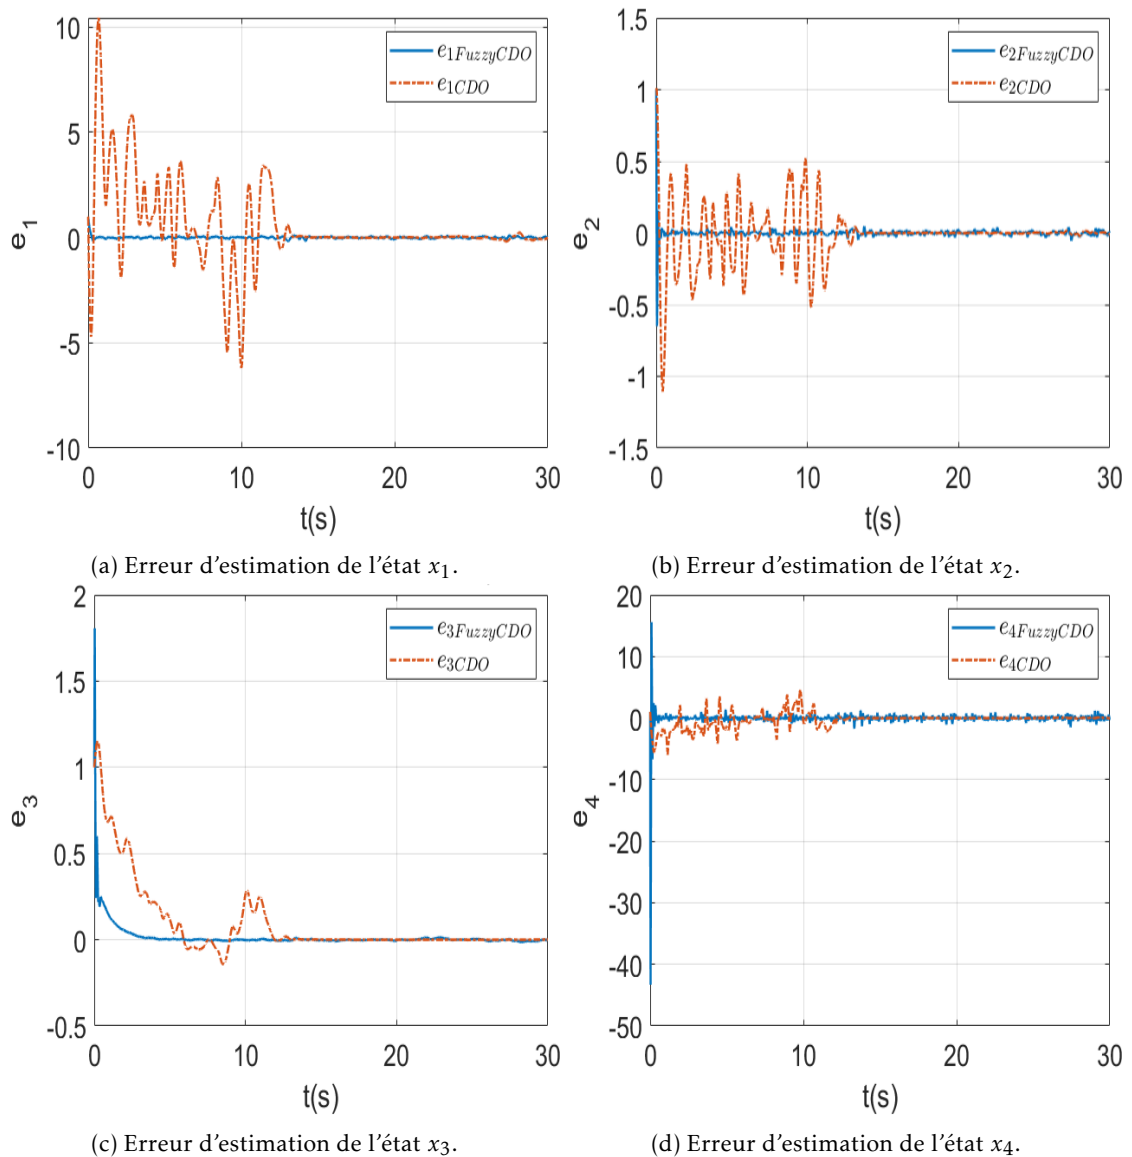 10
5
0
-5
-10
e1
0
10
20
30
t(s)
e1FuzzyCDO
e1CDO
(a) Erreur d'estimation de l'état x1.
1.5
1
0.5
0
-0.5
-1
-1.5
e2
0
10
20
30
t(s)
e2FuzzyCDO
e2CDO
(b) Erreur d'estimation de l'état x2.
2
1.5
1
0.5
0
-0.5
e3
0
10
20
30
t(s)
e3FuzzyCDO
e3CDO
(c) Erreur d'estimation de l'état x3.
20
10
0
-10
-20
-30
-40
-50
e4
0
10
20
30
t(s)
e4FuzzyCDO
e4CDO
(d) Erreur d'estimation de l'état x4.